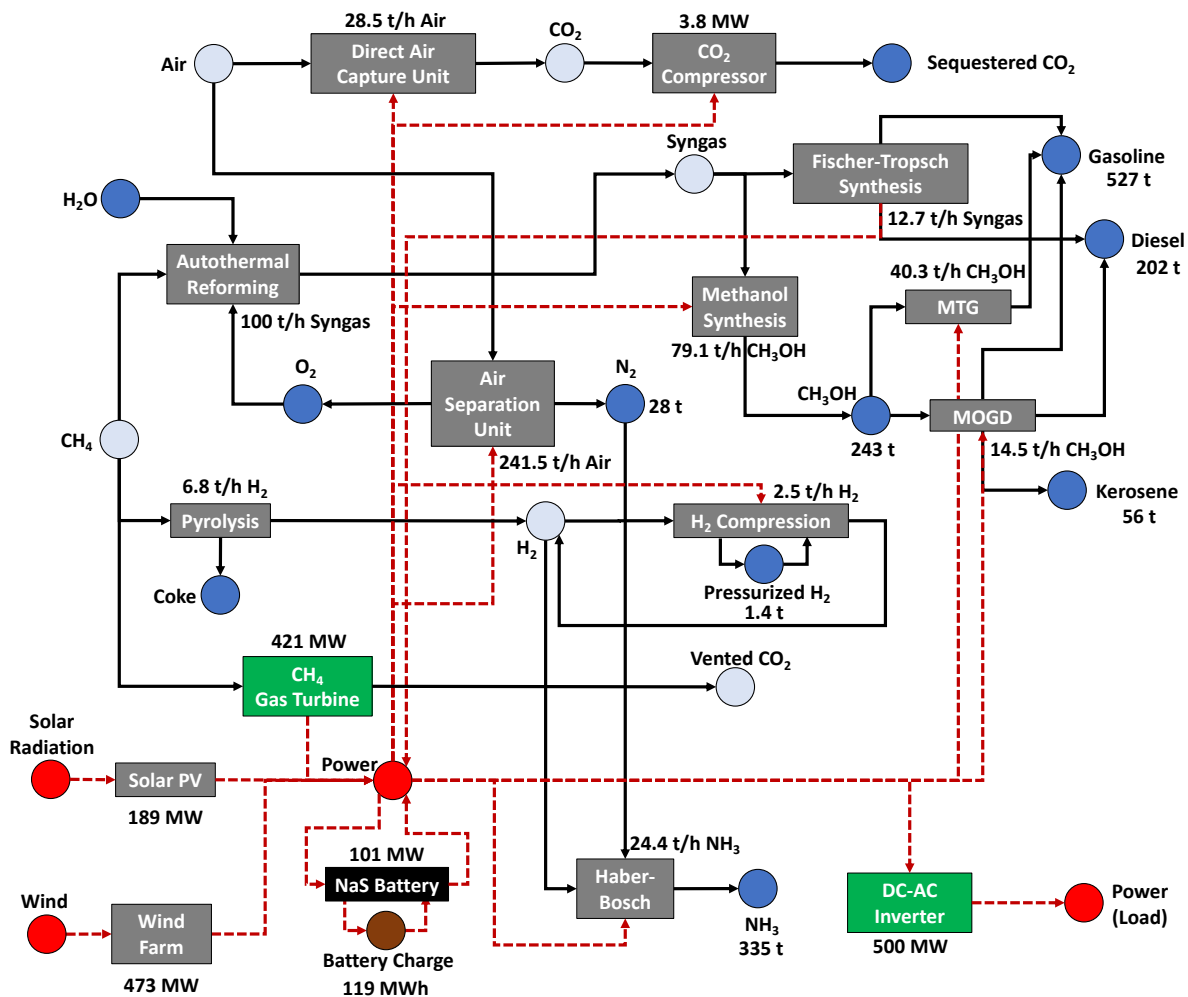 28.5 t/h Air
CO₂
3.8 MW
Air
Direct Air
Capture Unit
CO₂
Compressor
Sequestered CO₂
Syngas
Fischer-Tropsch
Synthesis
Gasoline
527 t
H₂O
12.7 t/h Syngas
Diesel
202 t
Autothermal
Reforming
100 t/h Syngas
Methanol
Synthesis
79.1 t/h CH₃OH
40.3 t/h CH₃OH
MTG
O₂
Air
Separation
Unit
N₂
28 t
CH₃OH
243 t
MOGD
14.5 t/h CH₃OH
CH₄
241.5 t/h Air
Kerosene
56 t
6.8 t/h H₂
Pyrolysis
H₂
2.5 t/h H₂
H₂ Compression
Coke
Pressurized H₂
1.4 t
421 MW
CH₄
Gas Turbine
Vented CO₂
Solar
Radiation
Solar PV
189 MW
Power
101 MW
NaS Battery
Battery Charge
119 MWh
24.4 t/h NH₃
Haber-
Bosch
NH₃
335 t
DC-AC
Inverter
500 MW
Power
(Load)
Wind
Wind
Farm
473 MW